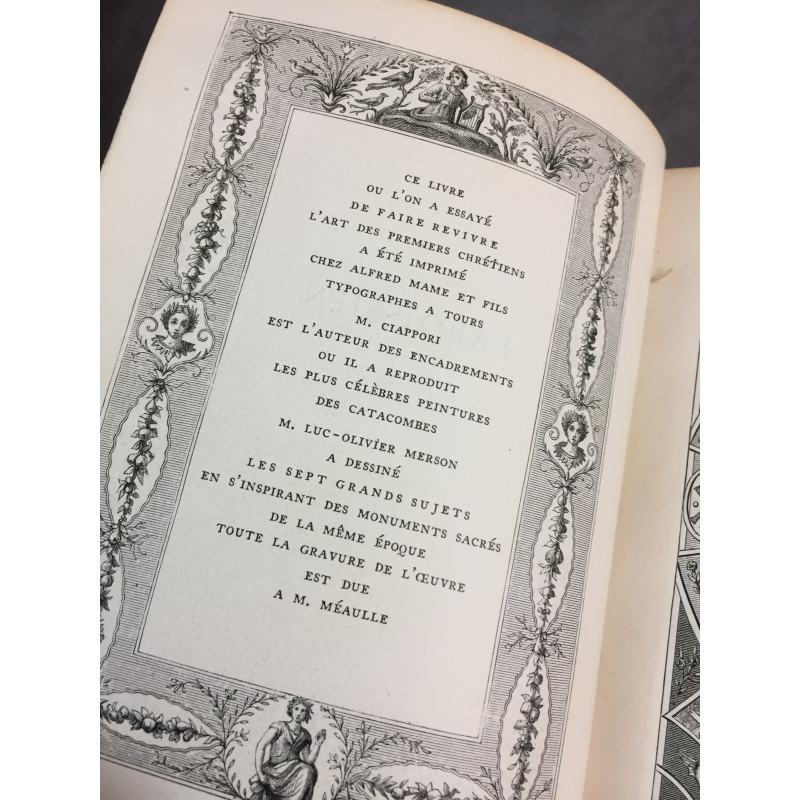 CE LIVRE
OU L'ON A ESSAYÉ
DE FAIRE REVIVRE
L'ART DES PREMIERS CHRÉTIENS
A ÉTÉ IMPRIMÉ
CHEZ ALFRED MAME ET FILS
TYPOGRAPHES A TOURS
M. CIAPPORI
EST L'AUTEUR DES ENCADREMENTS
OU IL A REPRODUIT
LES PLUS CÉLÈBRES PEINTURES
DES CATACOMBES
M. LUC-OLIVIER MERSON
A DESSINÉ
LES SEPT GRANDS SUJETS
EN S'INSPIRANT DES MONUMENTS SACRÉS
DE LA MÊME ÉPOQUE
TOUTE LA GRAVURE DE L'ŒUVRE
EST DUE
A M. MÉAULLE